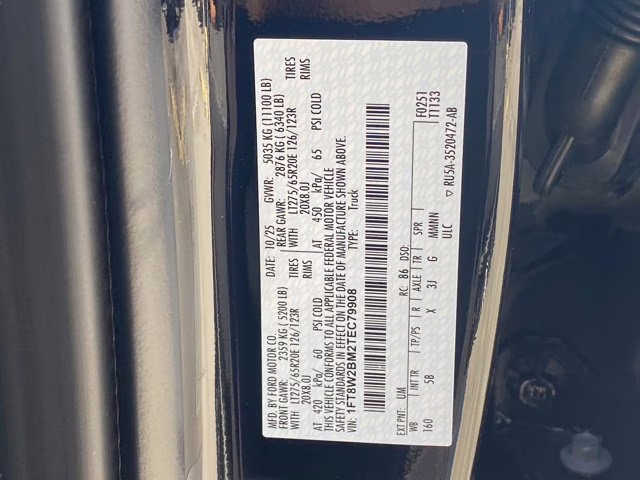 MFD. BY FORD MOTOR CO.
DATE: 10/25 GVWR: 5035 KG (11100 LB)
FRONT GAWR: 2359 KG ( 5200 LB) REAR GAWR: 2876 KG ( 6340 LB)
WITH LT275/65R20E 126/123R TIRES WITH LT275/65R20E 126/123R TIRES
20X8.0J RIMS 20X8.0J RIMS
AT 420 kPa/ 60 PSI COLD AT 450 kPa/ 65 PSI COLD
THIS VEHICLE CONFORMS TO ALL APPLICABLE FEDERAL MOTOR VEHICLE
SAFETY STANDARDS IN EFFECT ON THE DATE OF MANUFACTURE SHOWN ABOVE.
VIN: 1FT8W2BM2TEC79908 TYPE: Truck
F0251
T1133
EXT PNT: UM RC: 86 DSO:
WB INT TR TP/PS R AXLE TR SPR
160 5B X 3J G MMMIN
ULC
▽ RU5A-3520472-AB